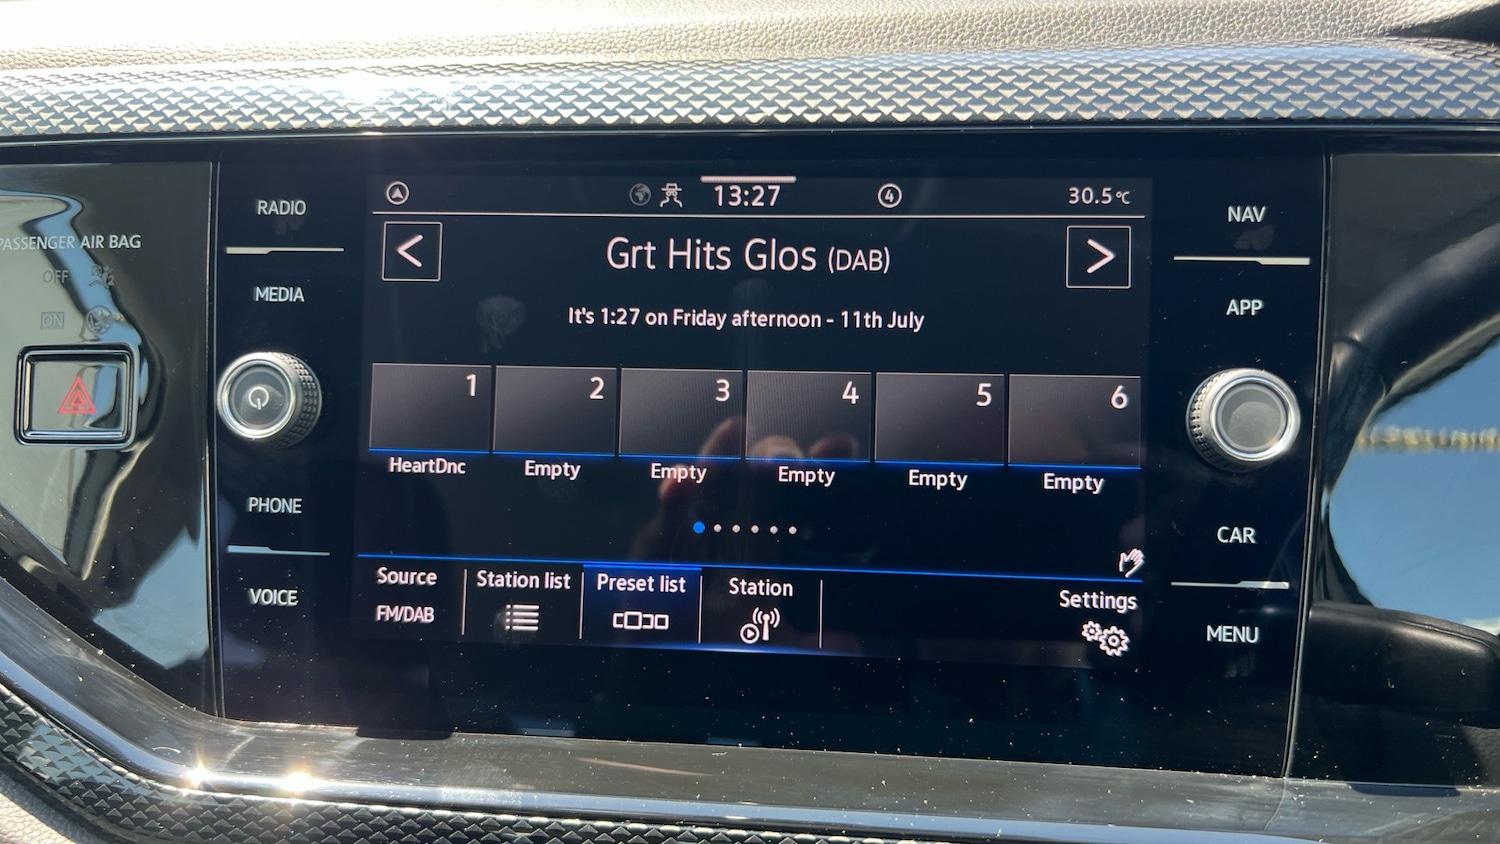 RADIO
MEDIA
PHONE
VOICE
PASSENGER AIR BAG
OFF
ON
13:27
4
30.5°C
Grt Hits Glos (DAB)
It's 1:27 on Friday afternoon - 11th July
1 2 3 4 5 6
HeartDnc Empty Empty Empty Empty Empty
Source Station list Preset list Station Settings
FM/DAB
NAV
APP
CAR
MENU